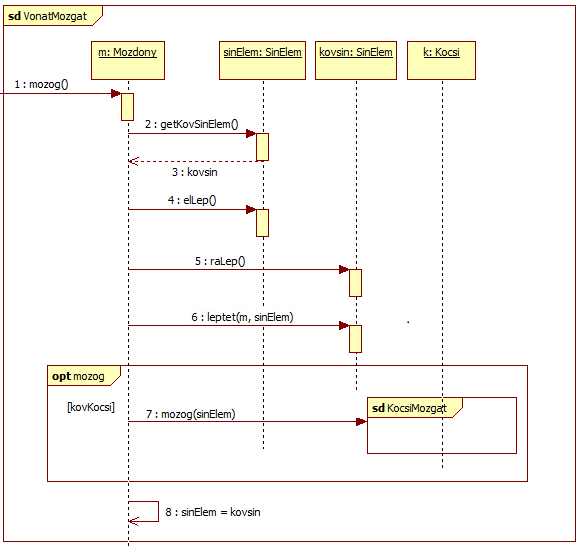 sd VonatMozgat
m: Mozdony
sinElem: SinElem
kovsin: SinElem
k: Kocsi
1 : mozog()
2 : getKovSinElem()
3 : kovsin
4 : elLep()
5 : raLep()
6 : leptet(m, sinElem)
opt mozog
[kovKocsi]
7 : mozog(sinElem)
sd KocsiMozgat
8 : sinElem = kovsin